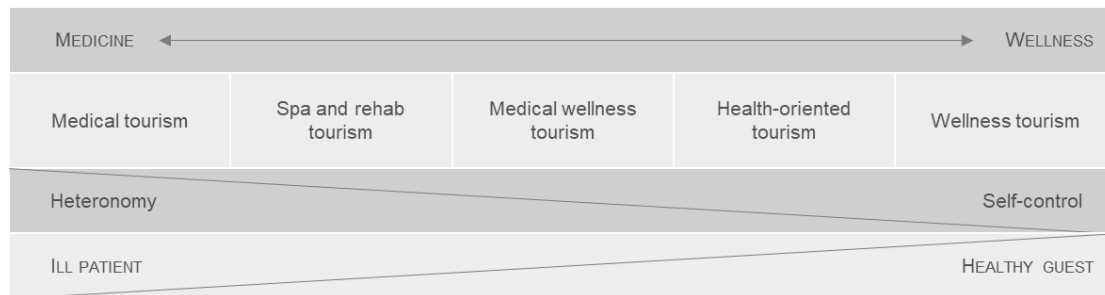 MEDICINE WELLNESS
Medical tourism
Spa and rehab
tourism
Medical wellness
tourism
Health-oriented
tourism
Wellness tourism
Heteronomy Self-control
ILL PATIENT HEALTHY GUEST